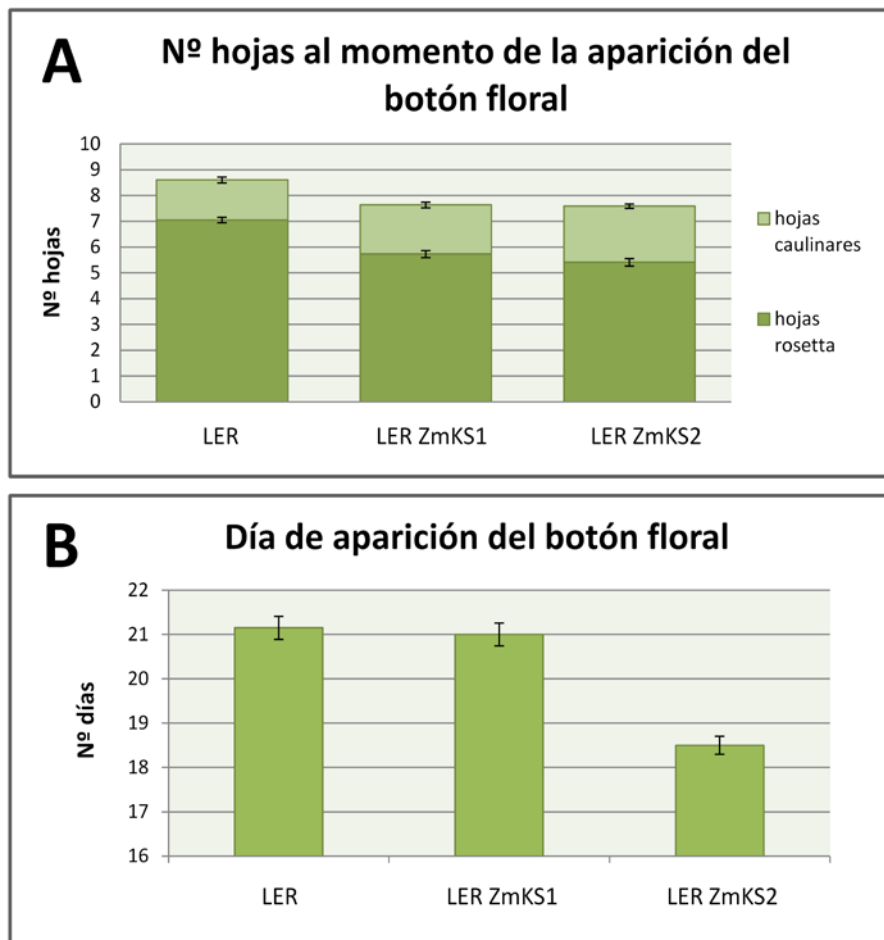 A
Nº hojas al momento de la aparición del
botón floral
Nº hojas
10
9
8
7
6
5
4
3
2
1
0
LER
LER ZmKS1
LER ZmKS2
hojas
caulinares
hojas
rosetta
B
Día de aparición del botón floral
Nº días
22
21
20
19
18
17
16
LER
LER ZmKS1
LER ZmKS2